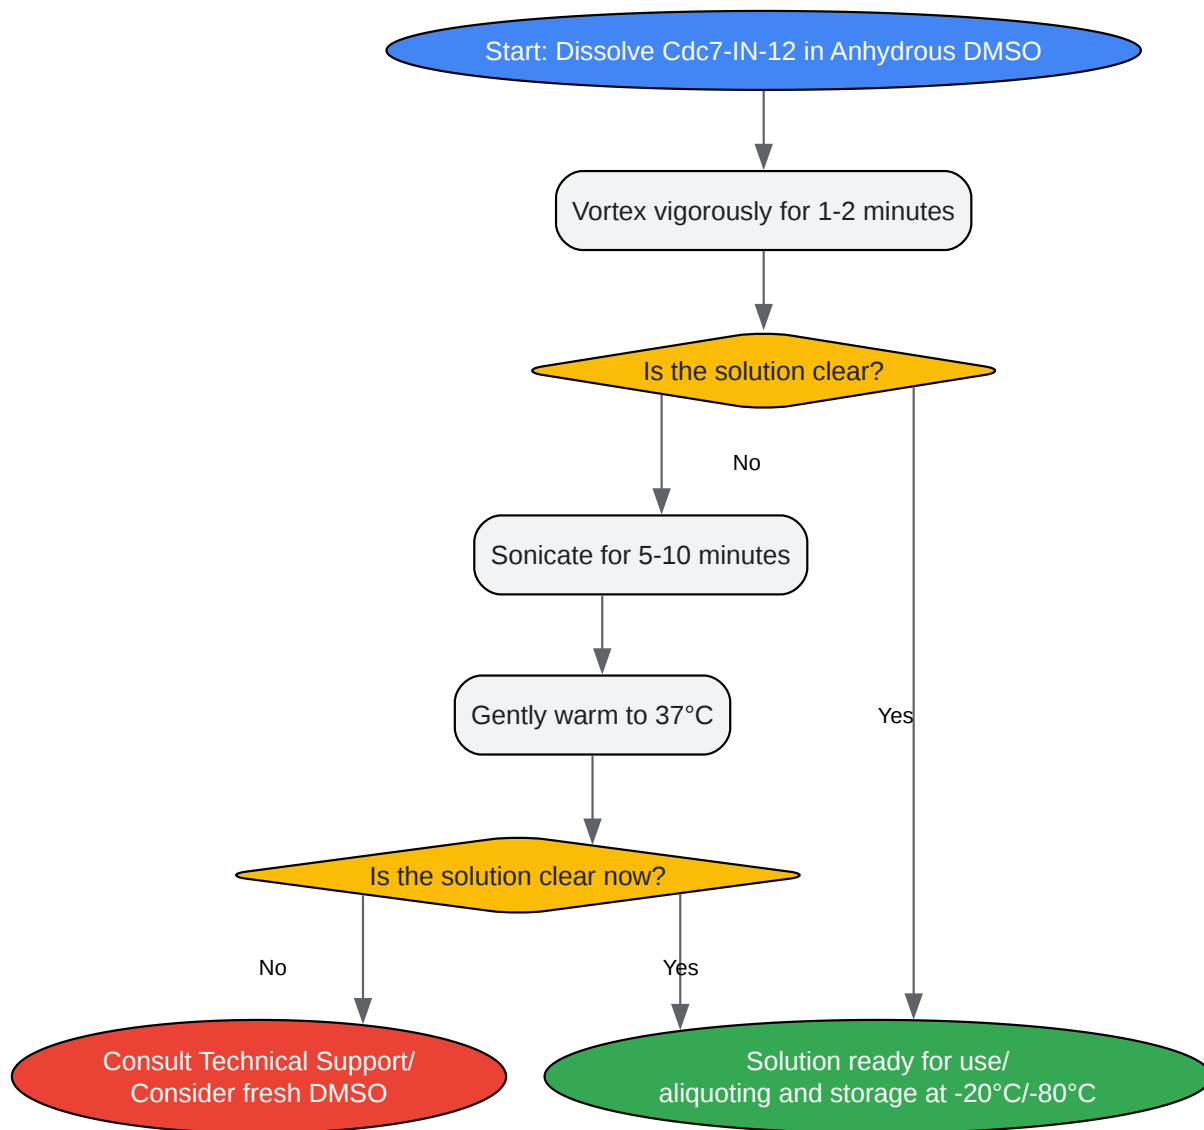 Start: Dissolve Cdc7-IN-12 in Anhydrous DMSO
Vortex vigorously for 1-2 minutes
Is the solution clear?
No
Sonicate for 5-10 minutes
Gently warm to 37°C
Yes
Is the solution clear now?
No
Yes
Consult Technical Support/
Consider fresh DMSO
Solution ready for use/
aliquoting and storage at -20°C/-80°C